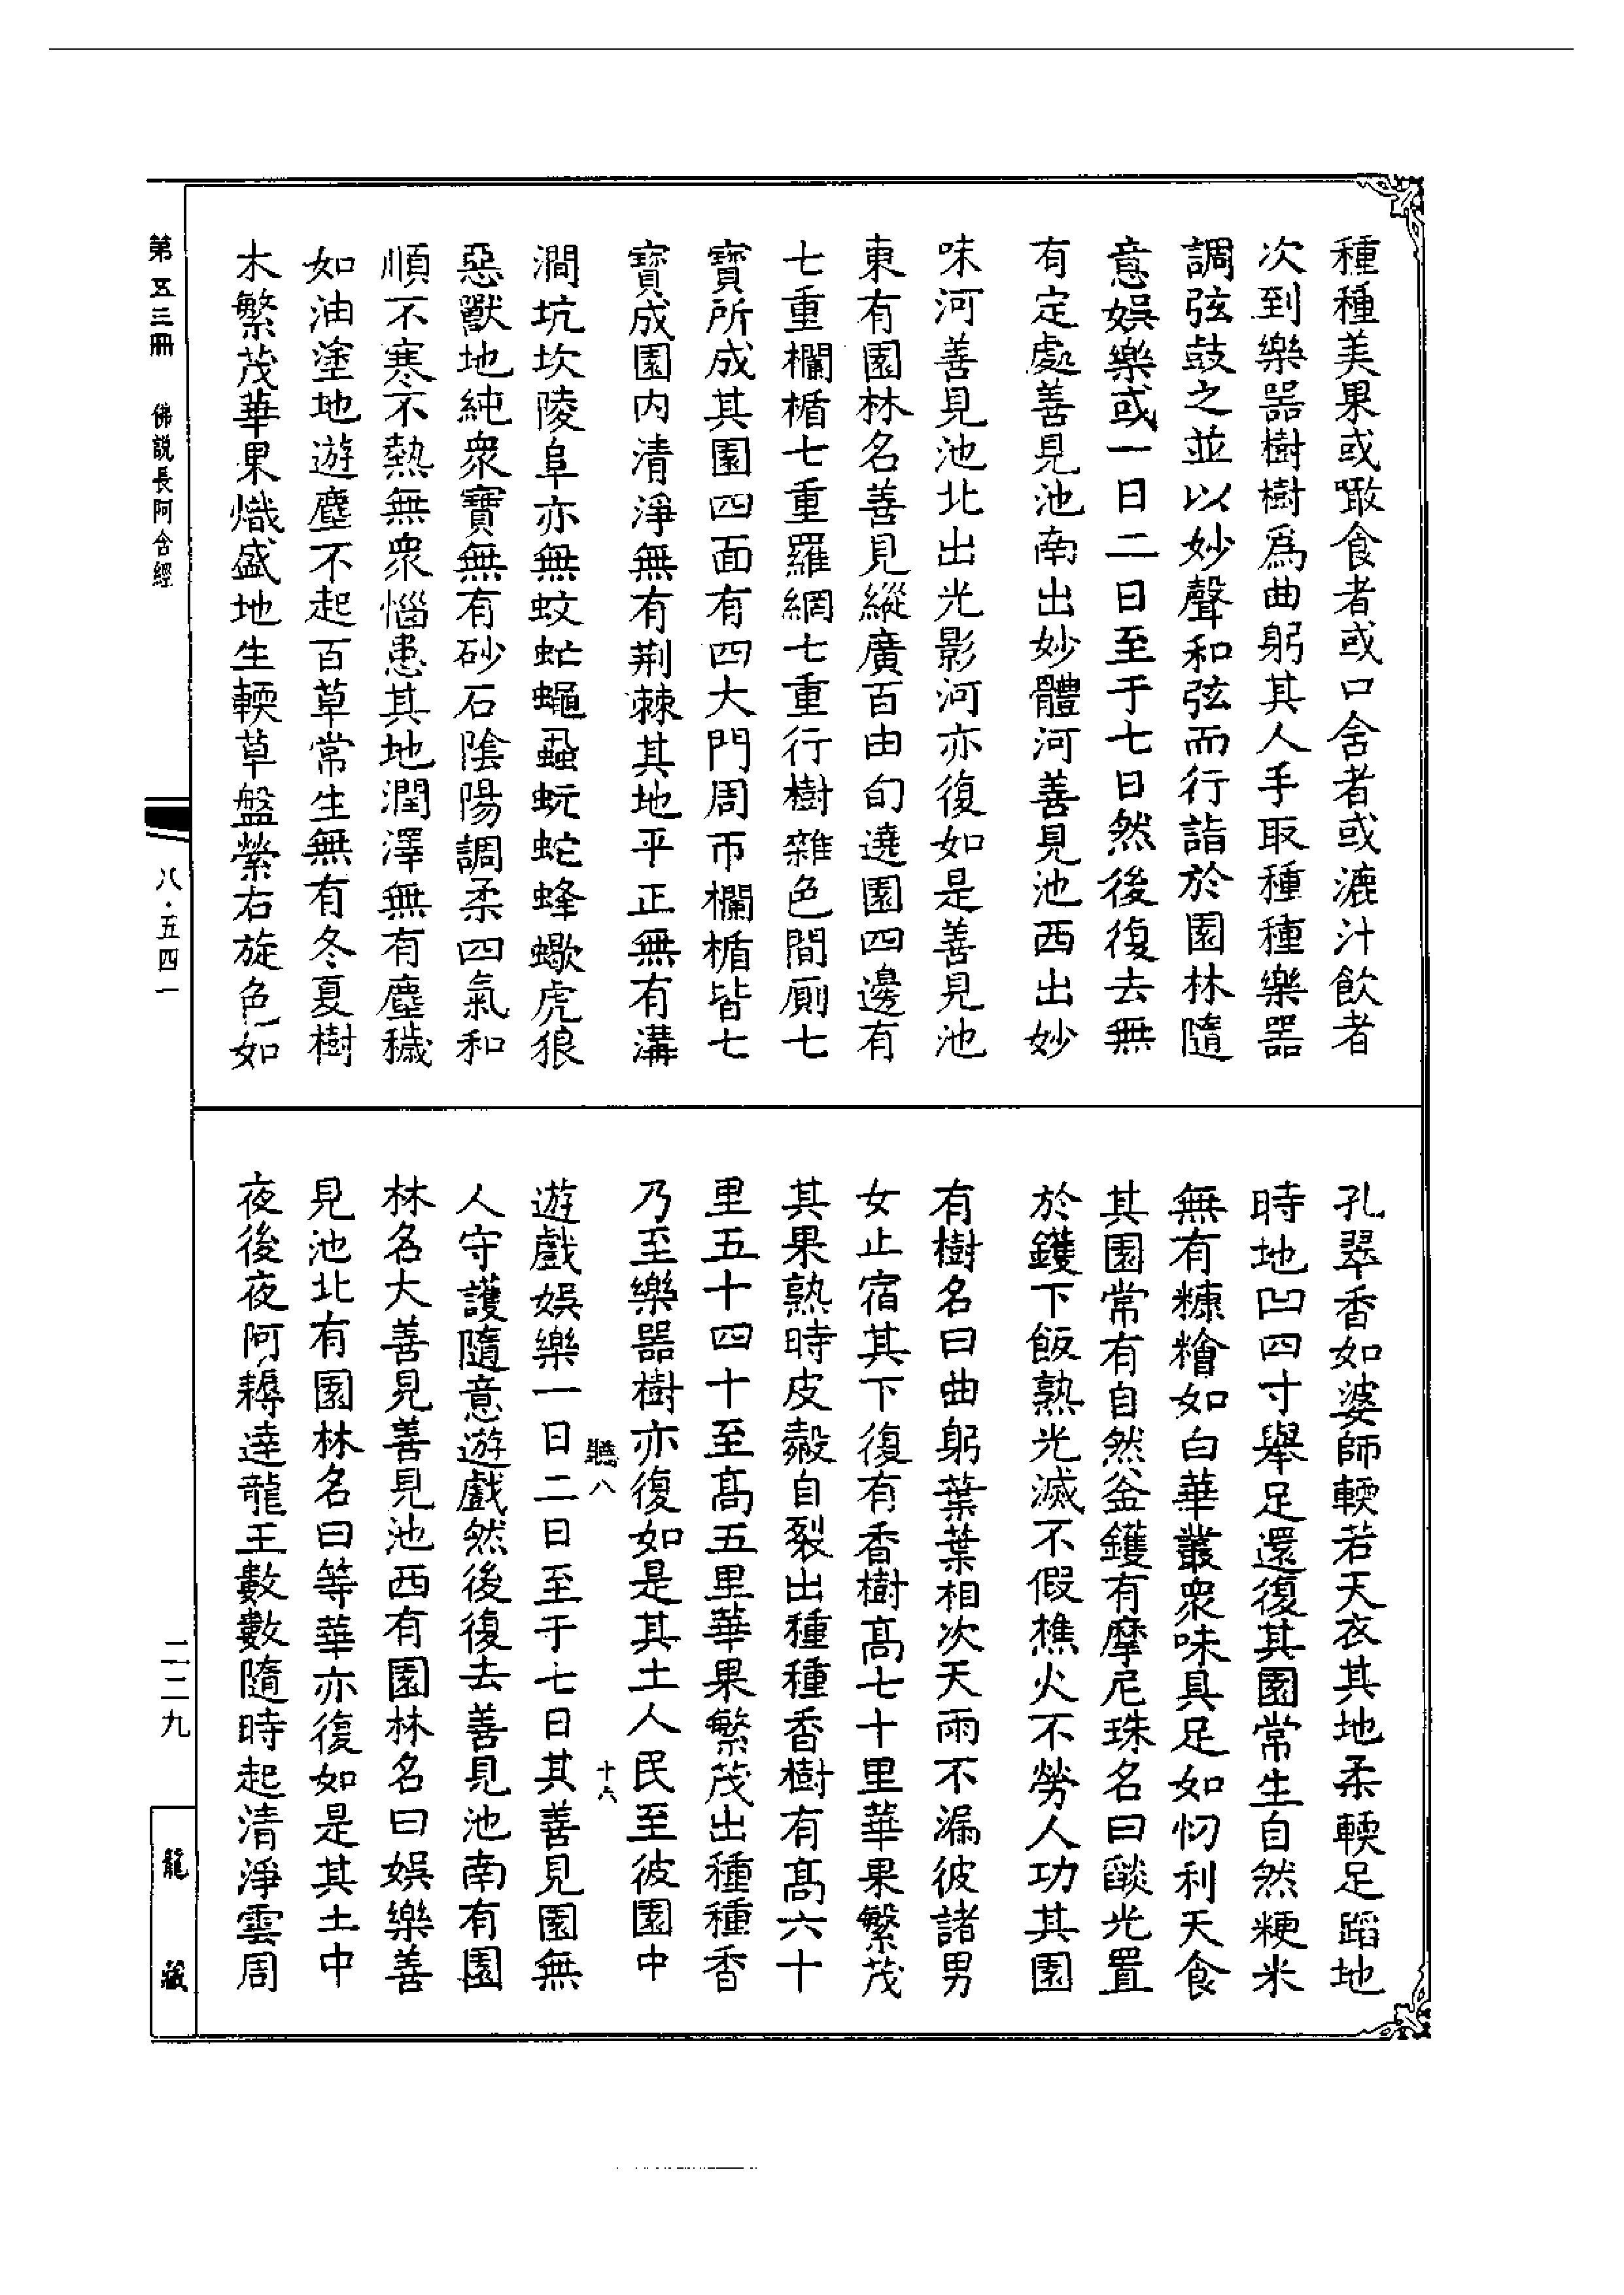 種種美果或噉食者或口含者或漉汁飲者
次到樂器樹樹爲曲躬其人手取種種樂器
調弦鼓之並以妙聲和弦而行詣於園林隨
意娛樂或一日二日至于七日然後復去無
有定處善見池南出妙體河善見池西出妙
味河善見池北出光影河亦復如是善見池
東有園林名善見縱廣百由旬遶園四邊有
七重欄楯七重羅網七重行樹雜色間廁七
寶所成其園四面有四大門周帀欄楯皆七
寶成園內清淨無有荆棘其地平正無有溝
澗坑坎陵阜亦無蚊虻蠅蝨蚖蛇蜂蠍虎狼
惡獸地純衆寶無有砂石陰陽調柔四氣和
順不寒不熱無衆惱患其地潤澤無有塵穢
如油塗地遊塵不起百草常生無有冬夏樹
木繁茂華果熾盛地生輭草盤縈右旋色如
孔翠香如婆師輭若天衣其地柔輭足蹈地
時地凹四寸舉足還復其園常生自然粳米
無有糠糩如白華叢衆味具足如忉利天食
其園常有自然釜鑊有摩尼珠名曰燄光置
於鑊下飯熟光滅不假樵火不勞人功其園
有樹名曰曲躬葉葉相次天雨不漏彼諸男
女止宿其下復有香樹高七十里華果繁茂
其果熟時皮殼自裂出種種香樹有高六十
里五十四十至高五里華果繁茂出種種香
乃至樂器樹亦復如是其土人民至彼園中
聽八 十六
遊戲娛樂一日二日至于七日其善見園無
人守護隨意遊戲然後復去善見池南有園
林名大善見善見池西有園林名曰娛樂善
見池北有園林名曰等華亦復如是其土中
夜後夜阿耨達龍王數數隨時起清淨雲周
第五三冊 佛說長阿含經
八·五四一
二二九
龍藏